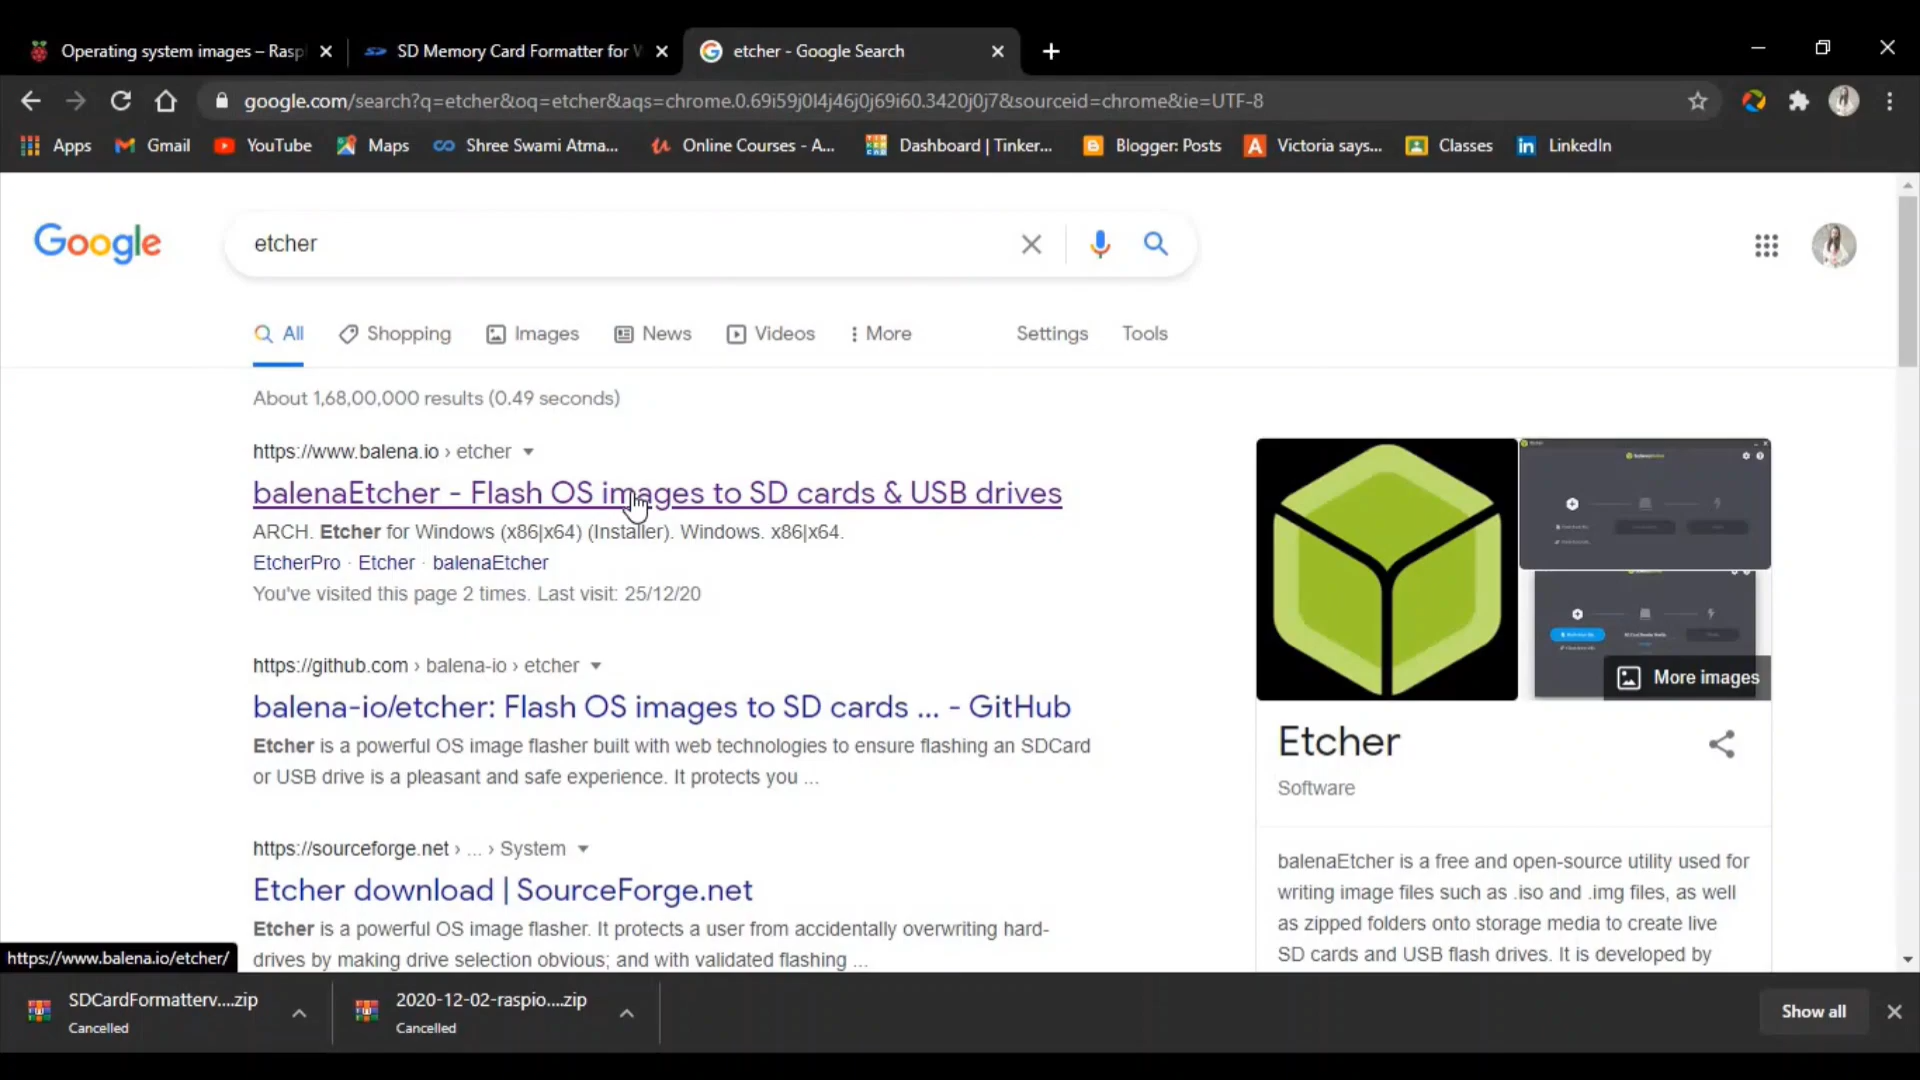 Operating system images – Rasp
SD Memory Card Formatter for W
etcher - Google Search
google.com/search?q=etcher&oq=etcher&aqs=chrome.0.69i59j0l4j46j0j69i60.3420j0j7&sourceid=chrome&ie=UTF-8
Apps
Gmail
YouTube
Maps
Shree Swami Atma...
Online Courses - A...
Dashboard | Tinker...
Blogger: Posts
Victoria says...
Classes
LinkedIn
Google
etcher
All
Shopping
Images
News
Videos
More
Settings
Tools
About 1,68,00,000 results (0.49 seconds)
https://www.balena.io › etcher
balenaEtcher - Flash OS images to SD cards & USB drives
ARCH. Etcher for Windows (x86|x64) (Installer). Windows. x86|x64.
EtcherPro · Etcher · balenaEtcher
You've visited this page 2 times. Last visit: 25/12/20
https://github.com › balena-io › etcher
balena-io/etcher: Flash OS images to SD cards ... - GitHub
Etcher is a powerful OS image flasher built with web technologies to ensure flashing an SDCard
or USB drive is a pleasant and safe experience. It protects you ...
https://sourceforge.net › ... › System
Etcher download | SourceForge.net
Etcher is a powerful OS image flasher. It protects a user from accidentally overwriting hard-
drives by making drive selection obvious; and with validated flashing ...
More images
Etcher
Software
balenaEtcher is a free and open-source utility used for
writing image files such as .iso and .img files, as well
as zipped folders onto storage media to create live
SD cards and USB flash drives. It is developed by
https://www.balena.io/etcher/
SDCardFormatterv....zip
Cancelled
2020-12-02-raspio....zip
Cancelled
Show all